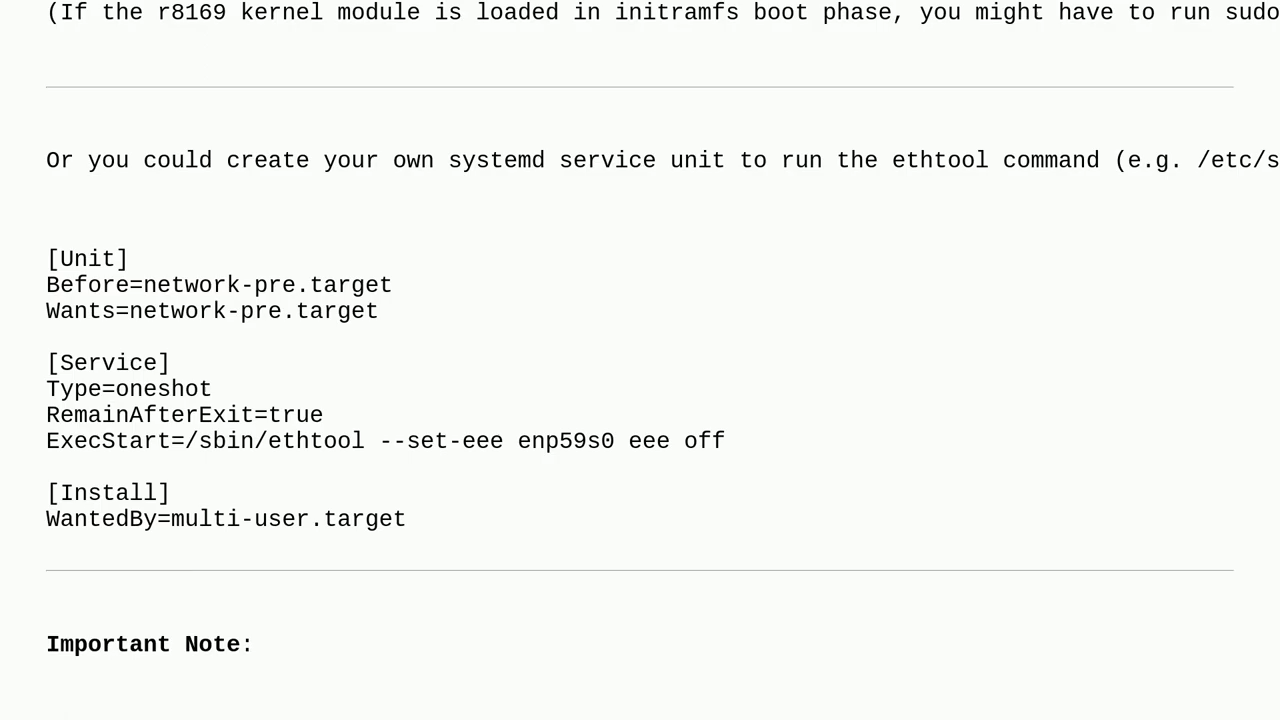 (If the r8169 kernel module is loaded in initramfs boot phase, you might have to run sudo
Or you could create your own systemd service unit to run the ethtool command (e.g. /etc/s
[Unit]
Before=network-pre.target
Wants=network-pre.target
[Service]
Type=oneshot
RemainAfterExit=true
ExecStart=/sbin/ethtool --set-eee enp59s0 eee off
[Install]
WantedBy=multi-user.target
Important Note: